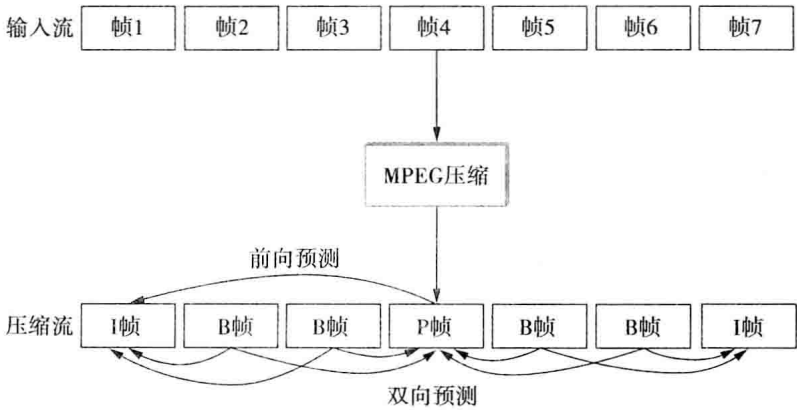 输入流 帧1 帧2 帧3 帧4 帧5 帧6 帧7
MPEG压缩
前向预测
压缩流 I帧 B帧 B帧 P帧 B帧 B帧 I帧
双向预测